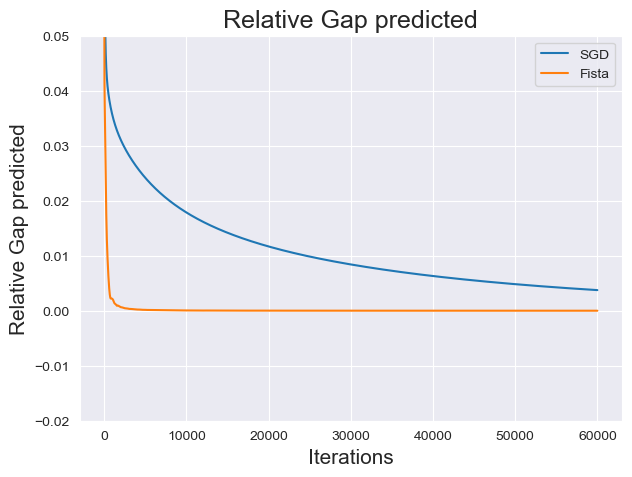 Relative Gap predicted
SGD
Fista
Relative Gap predicted
0.05
0.04
0.03
0.02
0.01
0.00
−0.01
−0.02
0 10000 20000 30000 40000 50000 60000
Iterations